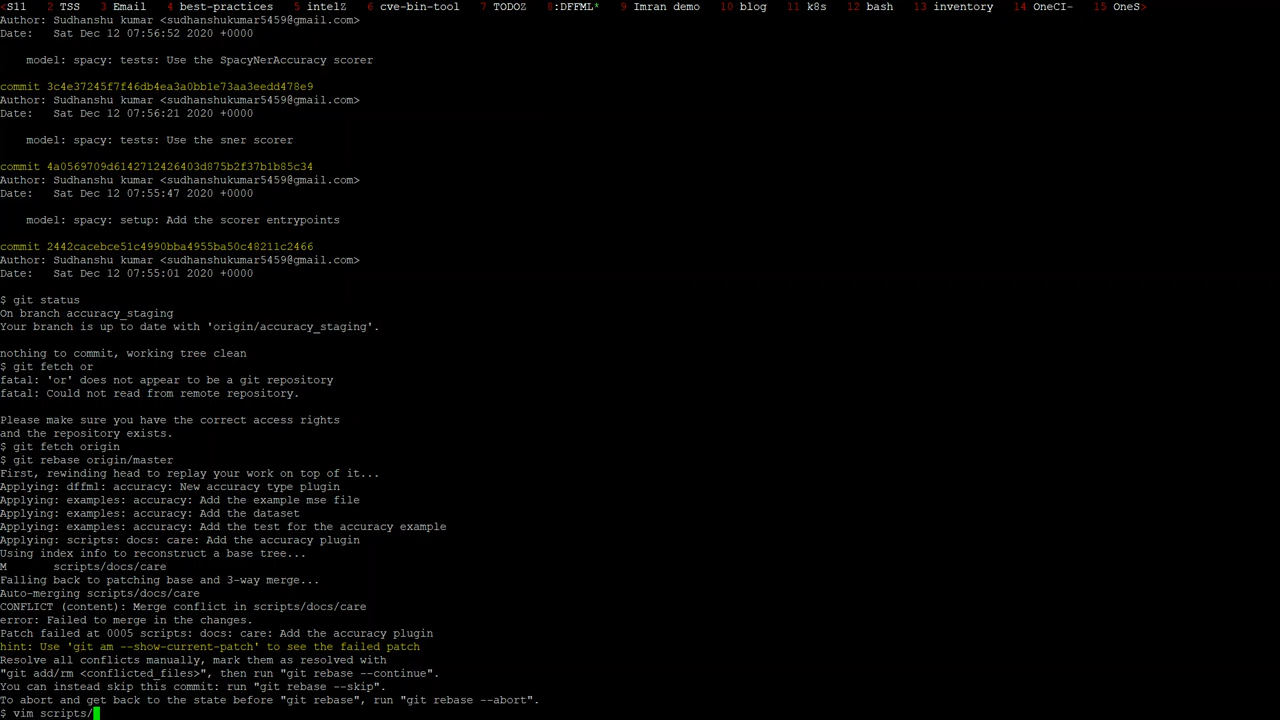 <S1l  2 TSS  3 Email  4 best-practices  5 intelZ  6 cve-bin-tool  7 TODOZ  8:DFFML*  9 Imran demo  10 blog  11 k8s  12 bash  13 inventory  14 OneCI-  15 OneS>
Author: Sudhanshu kumar <sudhanshukumar5459@gmail.com>
Date:   Sat Dec 12 07:56:52 2020 +0000
    model: spacy: tests: Use the SpacyNerAccuracy scorer
commit 3c4e37245f7f46db4ea3a0bb1e73aa3eedd478e9
Author: Sudhanshu kumar <sudhanshukumar5459@gmail.com>
Date:   Sat Dec 12 07:56:21 2020 +0000
    model: spacy: tests: Use the sner scorer
commit 4a0569709d6142712426403d875b2f37b1b85c34
Author: Sudhanshu kumar <sudhanshukumar5459@gmail.com>
Date:   Sat Dec 12 07:55:47 2020 +0000
    model: spacy: setup: Add the scorer entrypoints
commit 2442cacebce51c4990bba4955ba50c48211c2466
Author: Sudhanshu kumar <sudhanshukumar5459@gmail.com>
Date:   Sat Dec 12 07:55:01 2020 +0000
$ git status
On branch accuracy_staging
Your branch is up to date with 'origin/accuracy_staging'.
nothing to commit, working tree clean
$ git fetch or
fatal: 'or' does not appear to be a git repository
fatal: Could not read from remote repository.
Please make sure you have the correct access rights
and the repository exists.
$ git fetch origin
$ git rebase origin/master
First, rewinding head to replay your work on top of it...
Applying: dffml: accuracy: New accuracy type plugin
Applying: examples: accuracy: Add the example mse file
Applying: examples: accuracy: Add the dataset
Applying: examples: accuracy: Add the test for the accuracy example
Applying: scripts: docs: care: Add the accuracy plugin
Using index info to reconstruct a base tree...
M       scripts/docs/care
Falling back to patching base and 3-way merge...
Auto-merging scripts/docs/care
CONFLICT (content): Merge conflict in scripts/docs/care
error: Failed to merge in the changes.
Patch failed at 0005 scripts: docs: care: Add the accuracy plugin
hint: Use 'git am --show-current-patch' to see the failed patch
Resolve all conflicts manually, mark them as resolved with
"git add/rm <conflicted_files>", then run "git rebase --continue".
You can instead skip this commit: run "git rebase --skip".
To abort and get back to the state before "git rebase", run "git rebase --abort".
$ vim scripts/